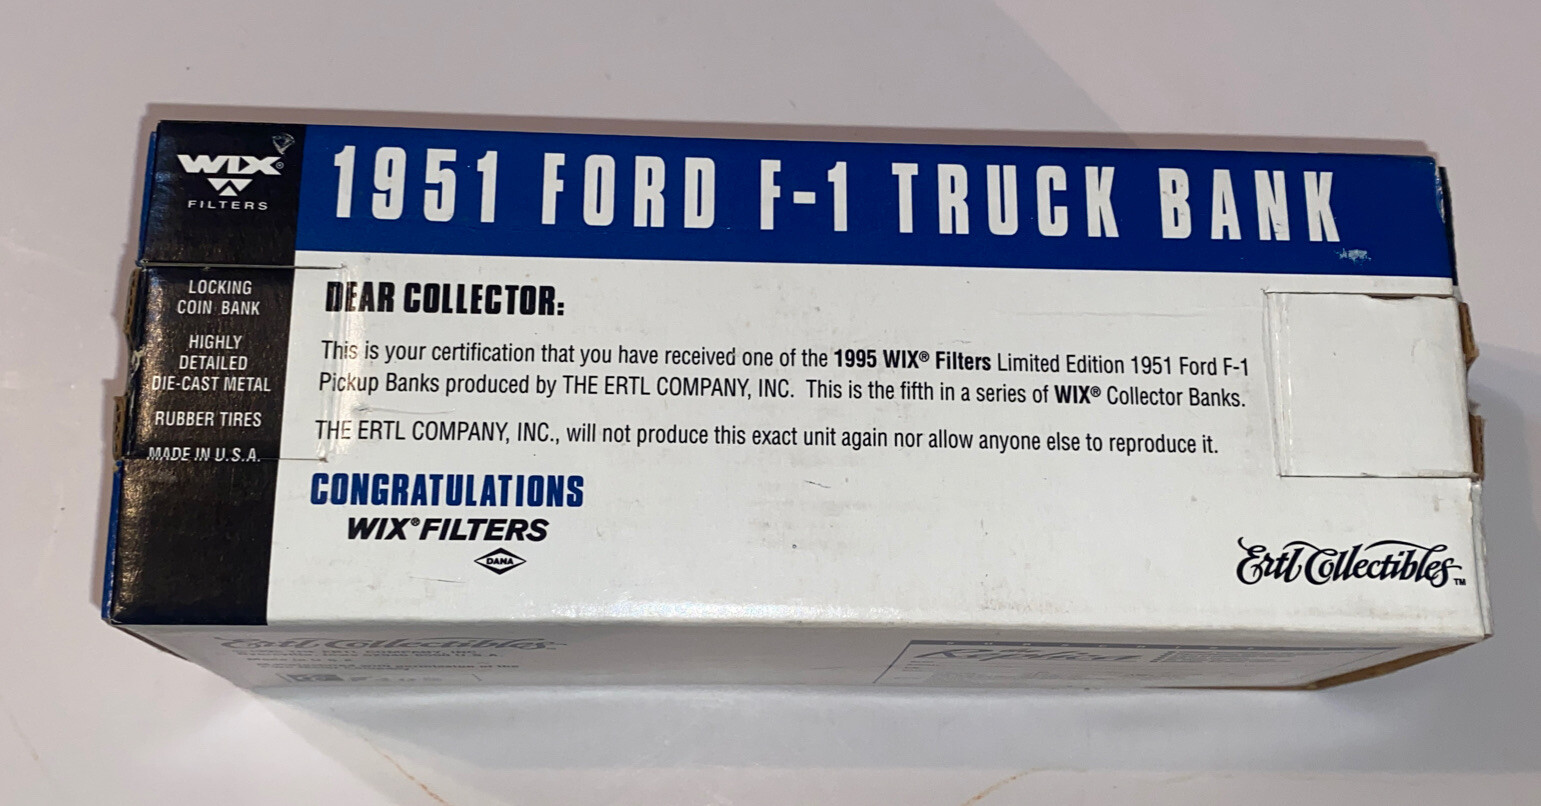 WIX®
FILTERS
1951 FORD F-1 TRUCK BANK
LOCKING
COIN BANK
HIGHLY
DETAILED
DIE-CAST METAL
RUBBER TIRES
MADE IN U.S.A.
DEAR COLLECTOR:
This is your certification that you have received one of the 1995 WIX® Filters Limited Edition 1951 Ford F-1
Pickup Banks produced by THE ERTL COMPANY, INC. This is the fifth in a series of WIX® Collector Banks.
THE ERTL COMPANY, INC., will not produce this exact unit again nor allow anyone else to reproduce it.
CONGRATULATIONS
WIX® FILTERS
DANA
Ertl Collectibles™
Ertl Collectibles
Replica